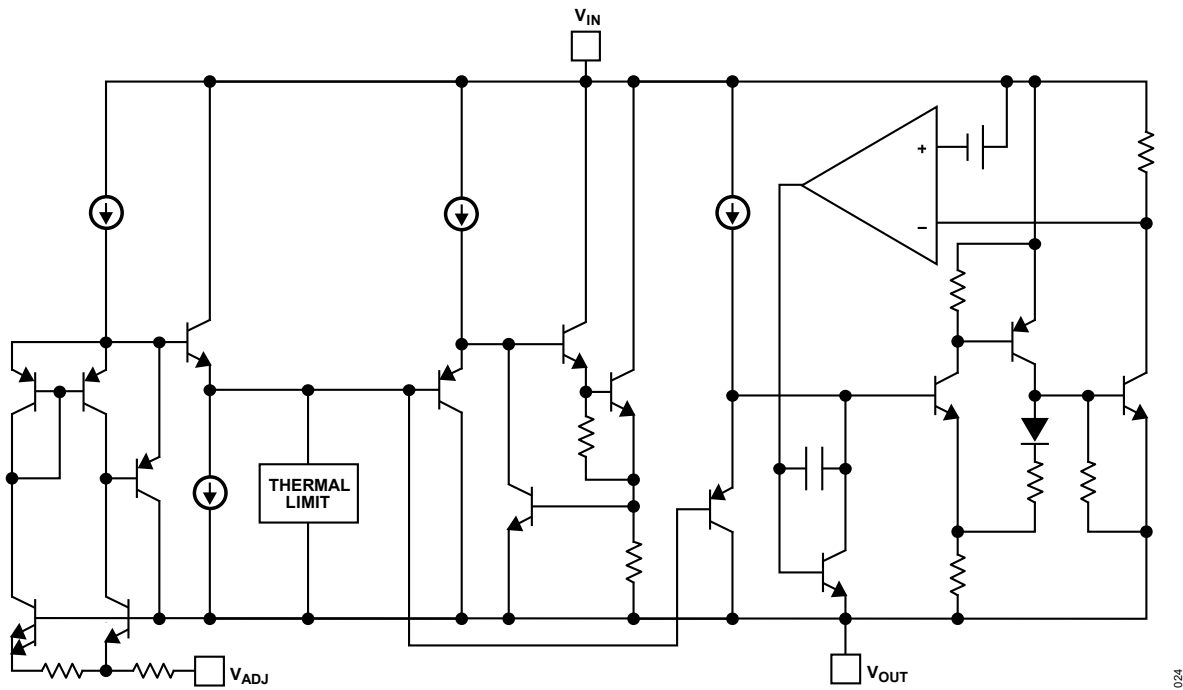 VIN
+
–
THERMAL
LIMIT
VADJ
VOUT
024